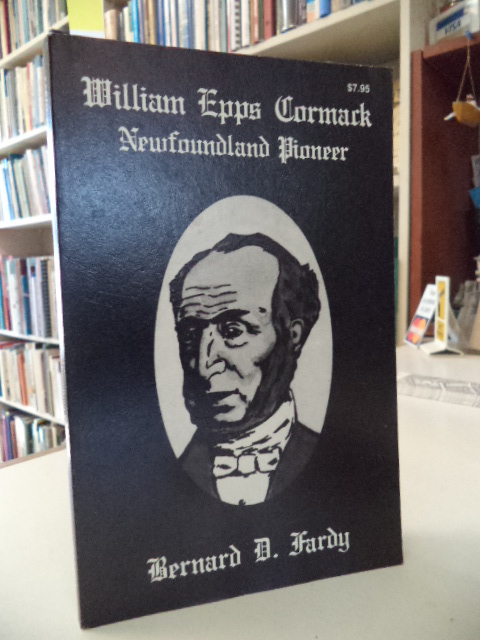 $7.95
William Epps Cormack
Newfoundland Pioneer
Bernard D. Fardy